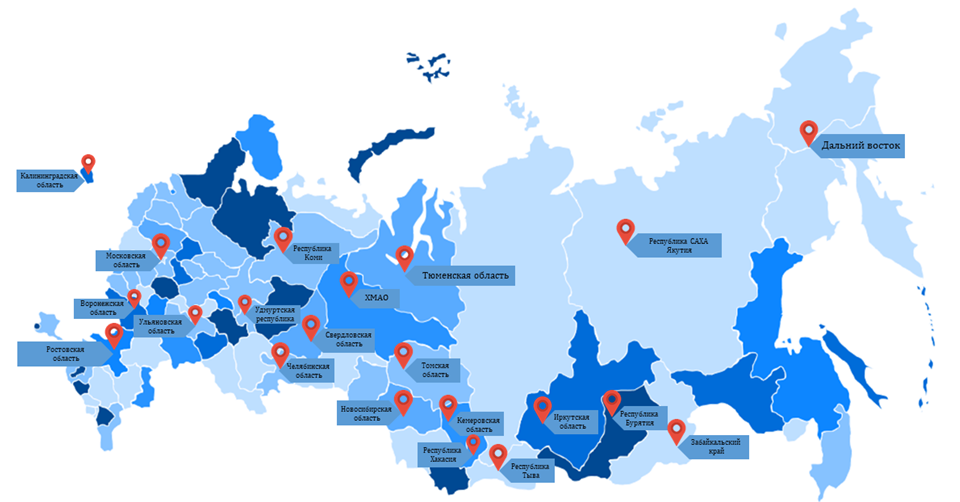 Дальний восток
Калининградская
область
Московская
область
Республика
Коми
Республика САХА
Якутия
Тюменская область
ХМАО
Воронижская
область
Ульяновская
область
Удмуртская
республика
Свердловская
область
Ростовская
область
Челябинская
область
Томская
область
Новосибирская
область
Кемеровская
область
Иркутская
область
Республика
Бурятия
Забайкальский
край
Республика
Хакасия
Республика
Тыва